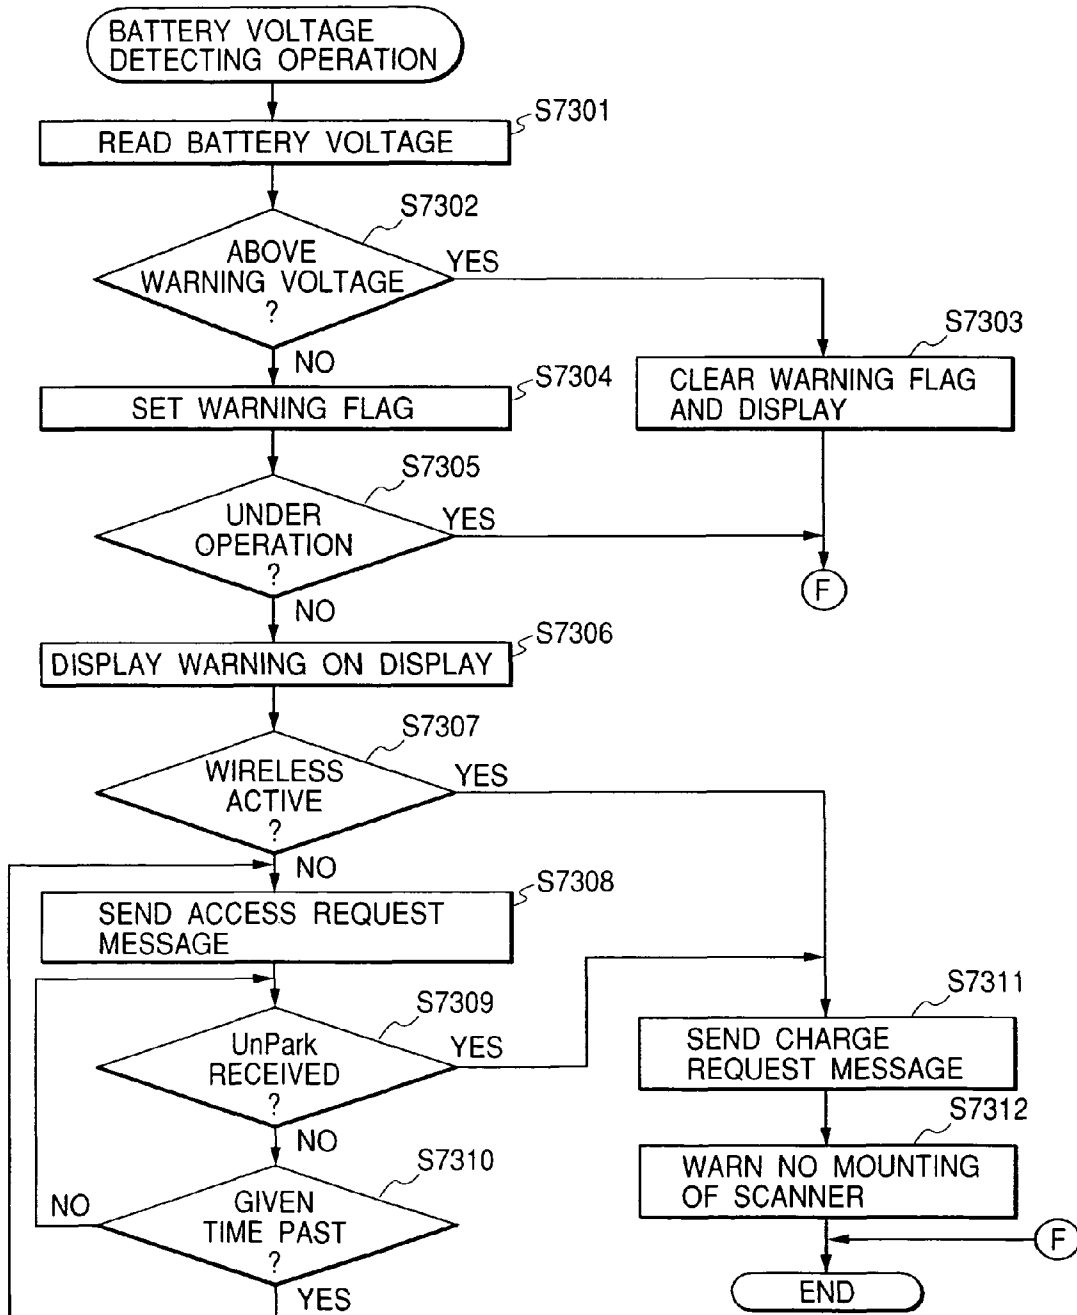 BATTERY VOLTAGE
DETECTING OPERATION
S7301
READ BATTERY VOLTAGE
S7302
ABOVE
WARNING VOLTAGE
?
YES
NO
S7303
CLEAR WARNING FLAG
AND DISPLAY
S7304
SET WARNING FLAG
S7305
UNDER
OPERATION
?
YES
NO
F
S7306
DISPLAY WARNING ON DISPLAY
S7307
WIRELESS
ACTIVE
?
YES
NO
S7308
SEND ACCESS REQUEST
MESSAGE
S7309
UnPark
RECEIVED
?
YES
NO
S7310
GIVEN
TIME PAST
?
NO
YES
S7311
SEND CHARGE
REQUEST MESSAGE
S7312
WARN NO MOUNTING
OF SCANNER
F
END